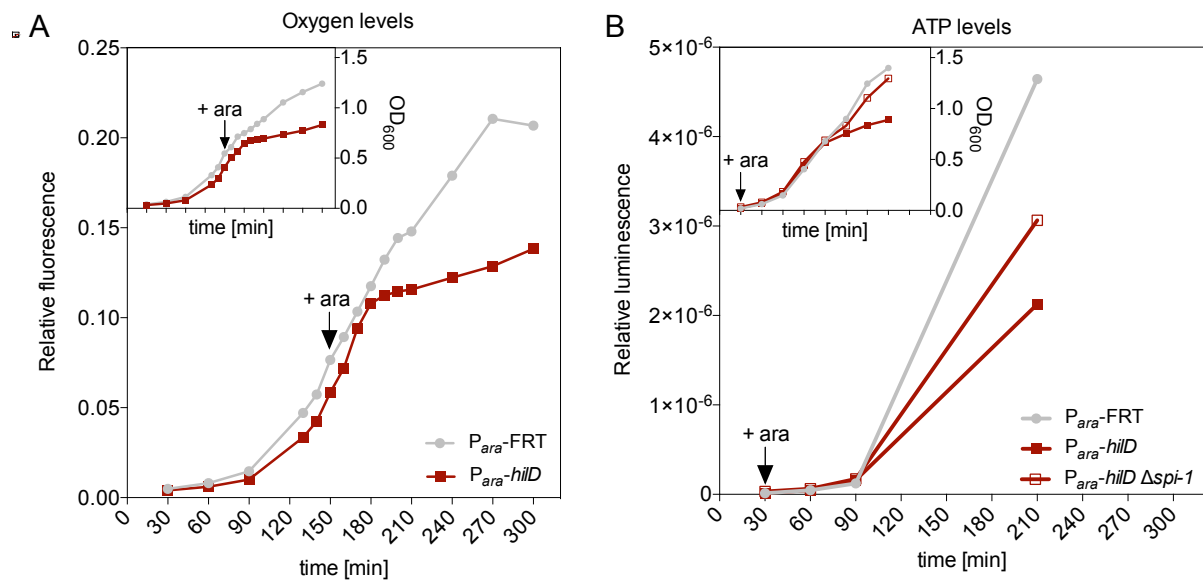 A
Oxygen levels
0.25
0.20
0.15
0.10
0.05
0.00
Relative fluorescence
+ ara
1.5
1.0
0.5
0.0
OD600
time [min]
+ ara
Para-FRT
Para-hilD
0
30
60
90
120
150
180
210
240
270
300
time [min]
B
ATP levels
5×10-6
4×10-6
3×10-6
2×10-6
1×10-6
0
Relative luminescence
+ ara
1.5
1.0
0.5
0.0
OD600
time [min]
+ ara
Para-FRT
Para-hilD
Para-hilD Δspi-1
0
30
60
90
120
150
180
210
240
270
300
time [min]